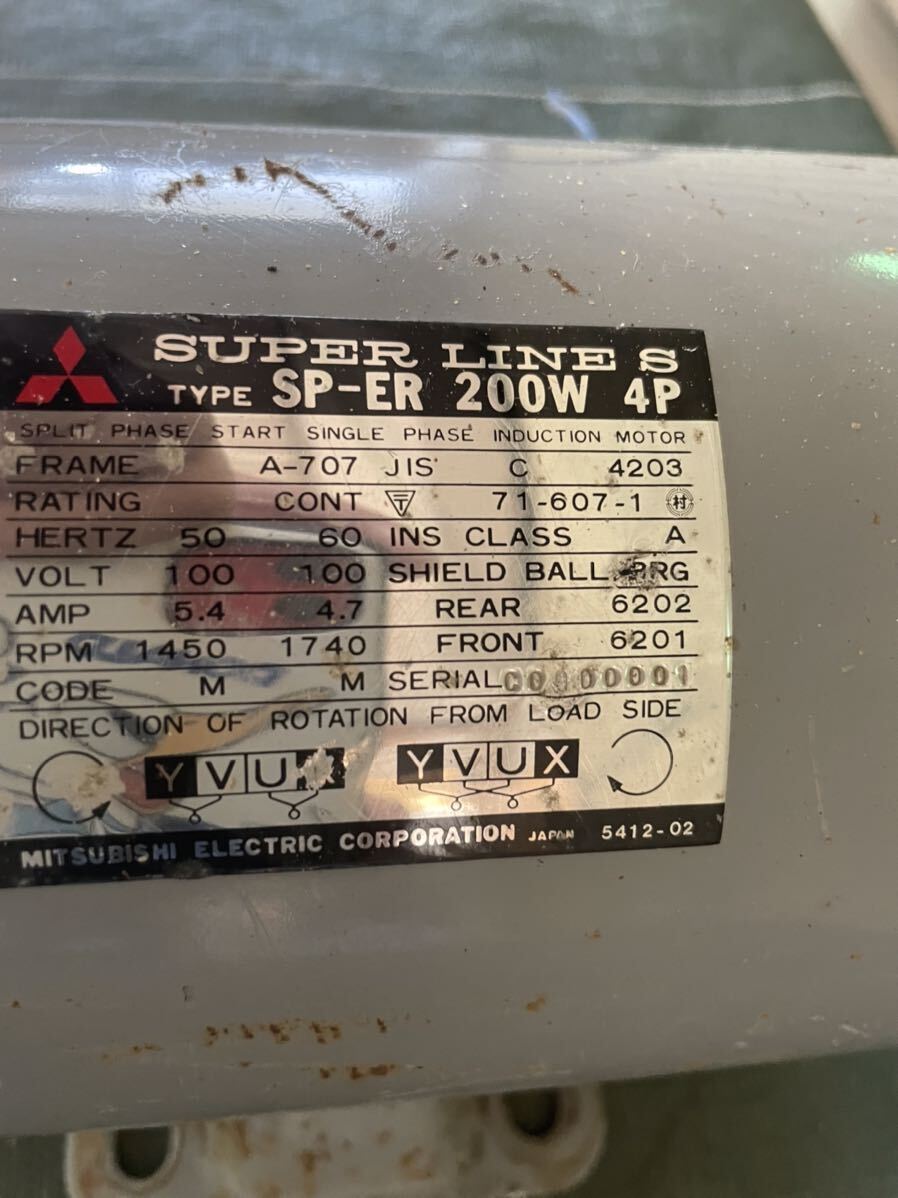 SUPER LINE S
TYPE SP-ER 200W 4P
SPLIT PHASE START SINGLE PHASE INDUCTION MOTOR
FRAME A-707 JIS C 4203
RATING CONT 〒 71-607-1 村
HERTZ 50 60 INS CLASS A
VOLT 100 100 SHIELD BALL BRG
AMP 5.4 4.7 REAR 6202
RPM 1450 1740 FRONT 6201
CODE M M SERIAL C0000001
DIRECTION OF ROTATION FROM LOAD SIDE
Y V U Y V U X
MITSUBISHI ELECTRIC CORPORATION JAPAN 5412-02